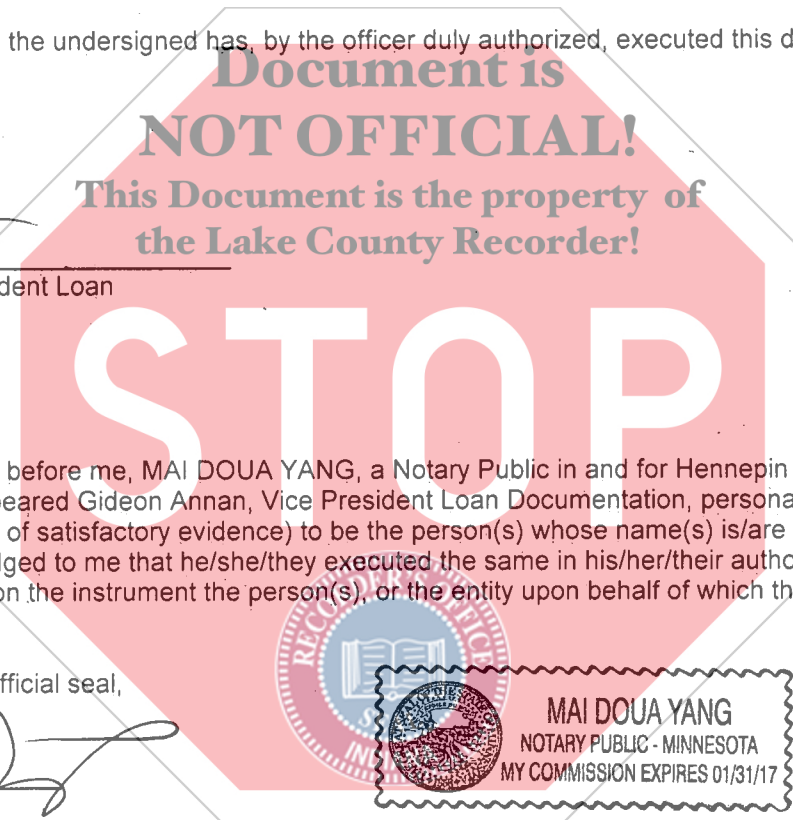 the undersigned has, by the officer duly authorized, executed this d
Document is
NOT OFFICIAL!
This Document is the property of
the Lake County Recorder!
dent Loan
STOP
before me, MAI DOUA YANG, a Notary Public in and for Hennepin
eared Gideon Annan, Vice President Loan Documentation, persona
of satisfactory evidence) to be the person(s) whose name(s) is/are
ged to me that he/she/they executed the same in his/her/their autho
on the instrument the person(s), or the entity upon behalf of which th
RECORDER'S OFFICE
fficial seal,
MAI DOUA YANG
NOTARY PUBLIC - MINNESOTA
MY COMMISSION EXPIRES 01/31/17